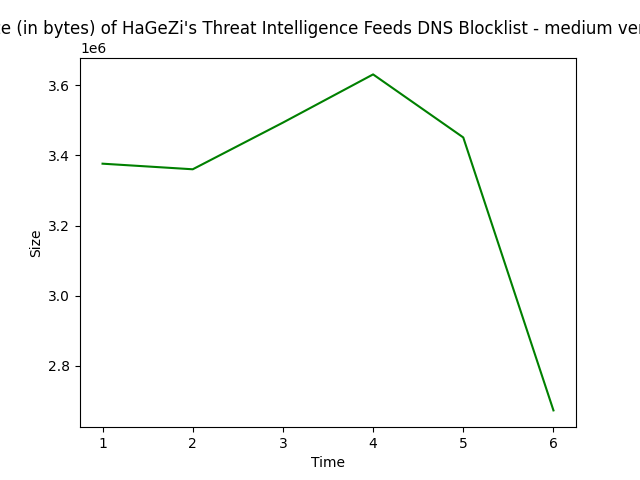 (in bytes) of HaGeZi's Threat Intelligence Feeds DNS Blocklist - medium
1e6
3.6
3.4
3.2
3.0
2.8
Size
1 2 3 4 5 6
Time